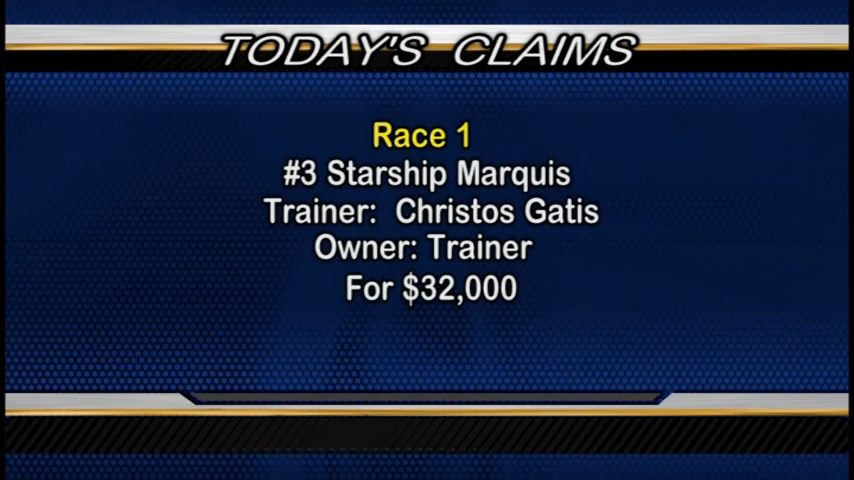 TODAY'S CLAIMS
Race 1
#3 Starship Marquis
Trainer: Christos Gatis
Owner: Trainer
For $32,000